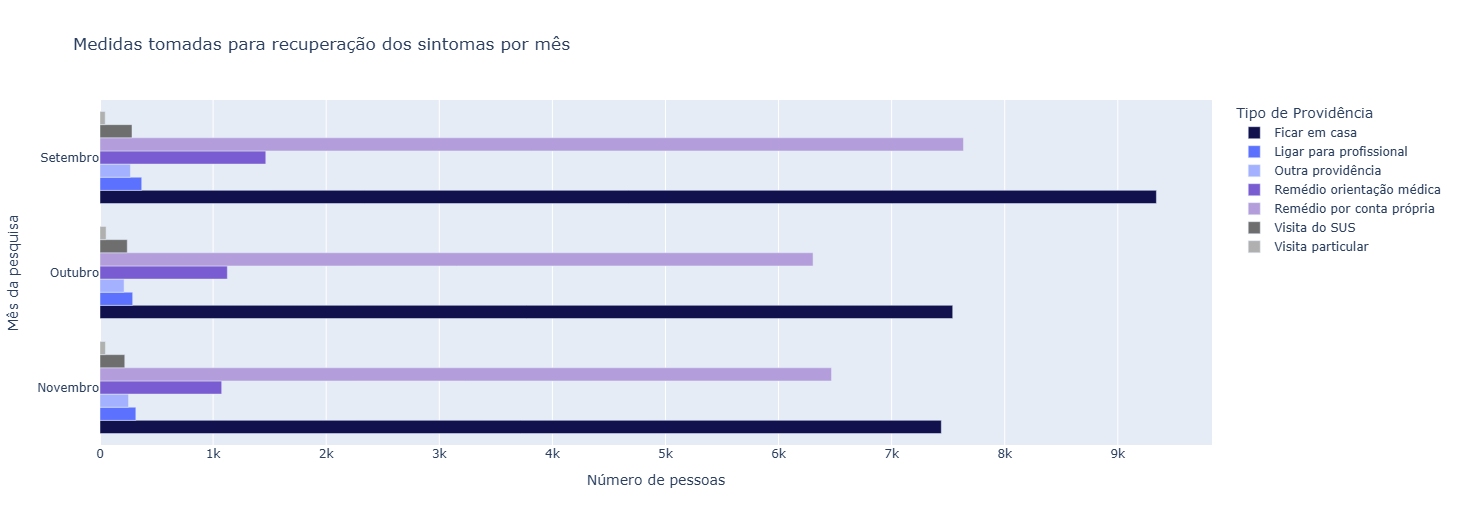 Medidas tomadas para recuperação dos sintomas por mês
Tipo de Providência
Ficar em casa
Ligar para profissional
Outra providência
Remédio orientação médica
Remédio por conta própria
Visita do SUS
Visita particular
Mês da pesquisa
Setembro
Outubro
Novembro
0 1k 2k 3k 4k 5k 6k 7k 8k 9k
Número de pessoas